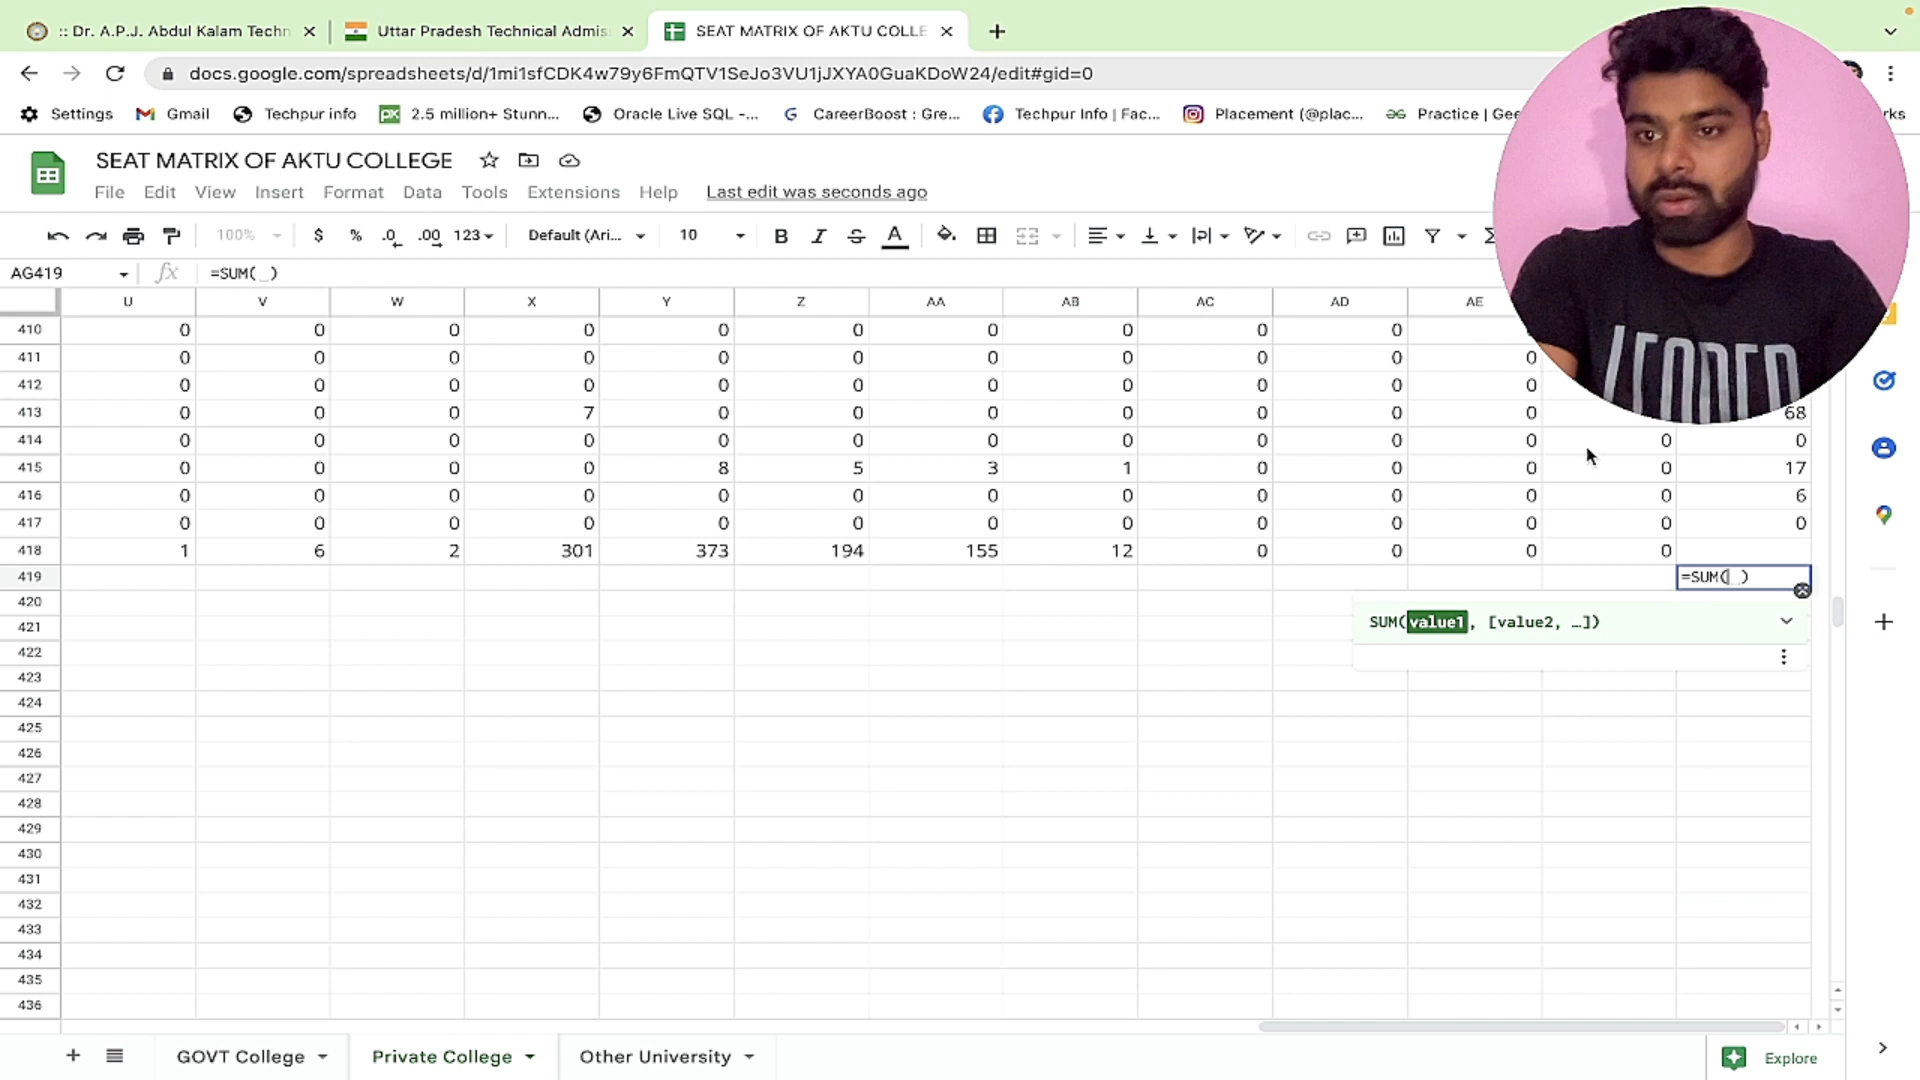 :: Dr. A.P.J. Abdul Kalam Techn
Uttar Pradesh Technical Admis
SEAT MATRIX OF AKTU COLLE
docs.google.com/spreadsheets/d/1mi1sfCDK4w79y6FmQTV1SeJo3VU1jJXYA0GuaKDoW24/edit#gid=0
Settings Gmail Techpur info 2.5 million+ Stunn... Oracle Live SQL -... CareerBoost : Gre... Techpur Info | Fac... Placement (@plac... Practice | Gee rks
SEAT MATRIX OF AKTU COLLEGE
File Edit View Insert Format Data Tools Extensions Help Last edit was seconds ago
100% $ % .0 .00 123 Default (Ari... 10 B I S A
AG419 fx =SUM(_)
U V W X Y Z AA AB AC AD AE
410 0 0 0 0 0 0 0 0 0 0
411 0 0 0 0 0 0 0 0 0 0 0
412 0 0 0 0 0 0 0 0 0 0 0
413 0 0 0 7 0 0 0 0 0 0 0 68
414 0 0 0 0 0 0 0 0 0 0 0 0 0
415 0 0 0 0 8 5 3 1 0 0 0 0 17
416 0 0 0 0 0 0 0 0 0 0 0 0 6
417 0 0 0 0 0 0 0 0 0 0 0 0 0
418 1 6 2 301 373 194 155 12 0 0 0 0
419 =SUM(_)
420
421 SUM(value1, [value2, …])
422
423
424
425
426
427
428
429
430
431
432
433
434
435
436
GOVT College Private College Other University Explore